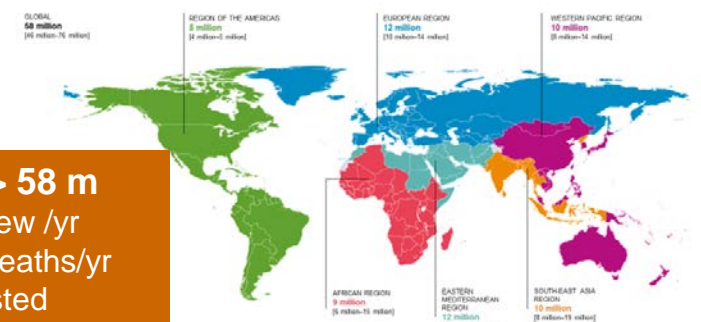 GLOBAL
58 million
[46 million–76 million]
REGION OF THE AMERICAS
5 million
EUROPEAN REGION
12 million
[10 million–14 million]
WESTERN PACIFIC REGION
10 million
[8 million–14 million]
> 58 m
ew /yr
eaths/yr
sted
AFRICAN REGION
9 million
EASTERN
MEDITERRANEAN
REGION
12 million
SOUTH-EAST ASIA
REGION
10 million